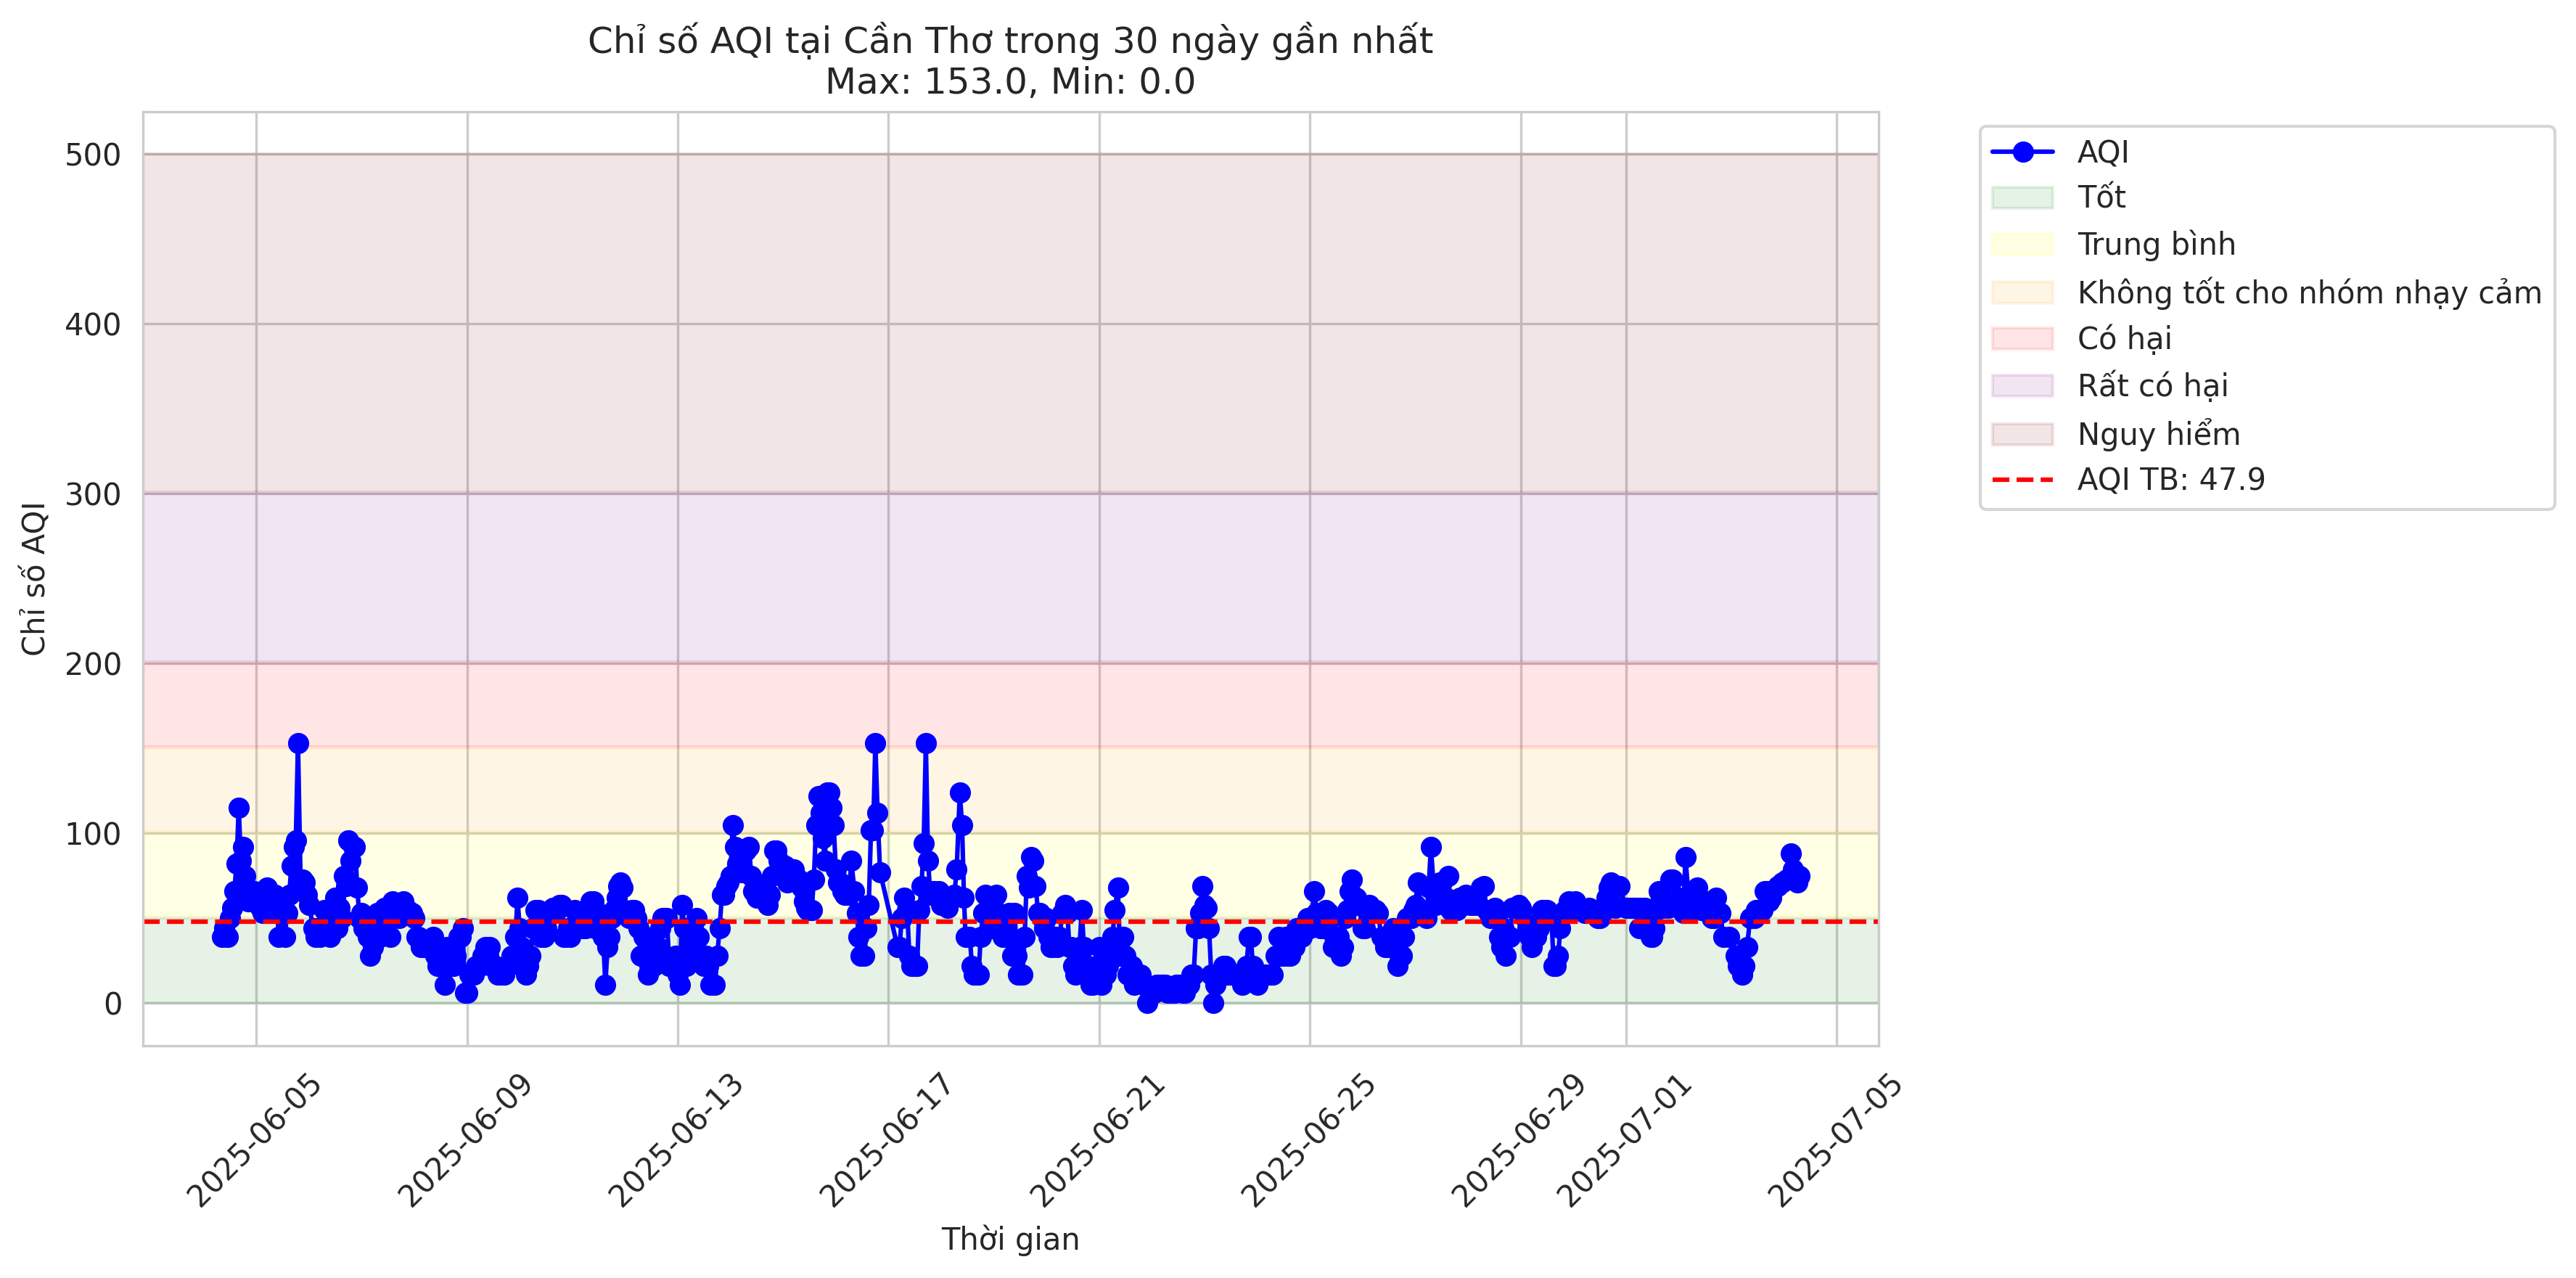 Chỉ số AQI tại Cần Thơ trong 30 ngày gần nhất
Max: 153.0, Min: 0.0
Chỉ số AQI
500
400
300
200
100
0
2025-06-05
2025-06-09
2025-06-13
2025-06-17
2025-06-21
2025-06-25
2025-06-29
2025-07-01
2025-07-05
Thời gian
AQI
Tốt
Trung bình
Không tốt cho nhóm nhạy cảm
Có hại
Rất có hại
Nguy hiểm
AQI TB: 47.9